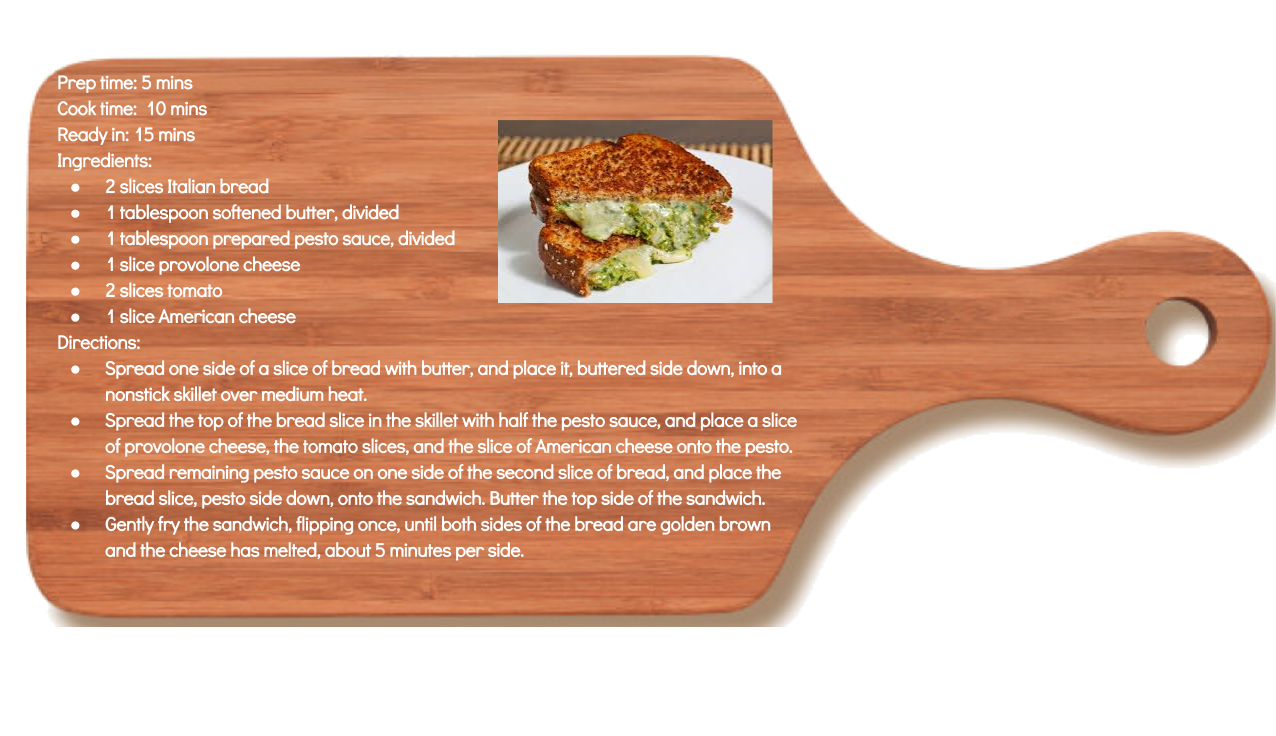 Prep time: 5 mins
Cook time:  10 mins
Ready in: 15 mins
Ingredients:
● 2 slices Italian bread
● 1 tablespoon softened butter, divided
● 1 tablespoon prepared pesto sauce, divided
● 1 slice provolone cheese
● 2 slices tomato
● 1 slice American cheese
Directions:
● Spread one side of a slice of bread with butter, and place it, buttered side down, into a
nonstick skillet over medium heat.
● Spread the top of the bread slice in the skillet with half the pesto sauce, and place a slice
of provolone cheese, the tomato slices, and the slice of American cheese onto the pesto.
● Spread remaining pesto sauce on one side of the second slice of bread, and place the
bread slice, pesto side down, onto the sandwich. Butter the top side of the sandwich.
● Gently fry the sandwich, flipping once, until both sides of the bread are golden brown
and the cheese has melted, about 5 minutes per side.